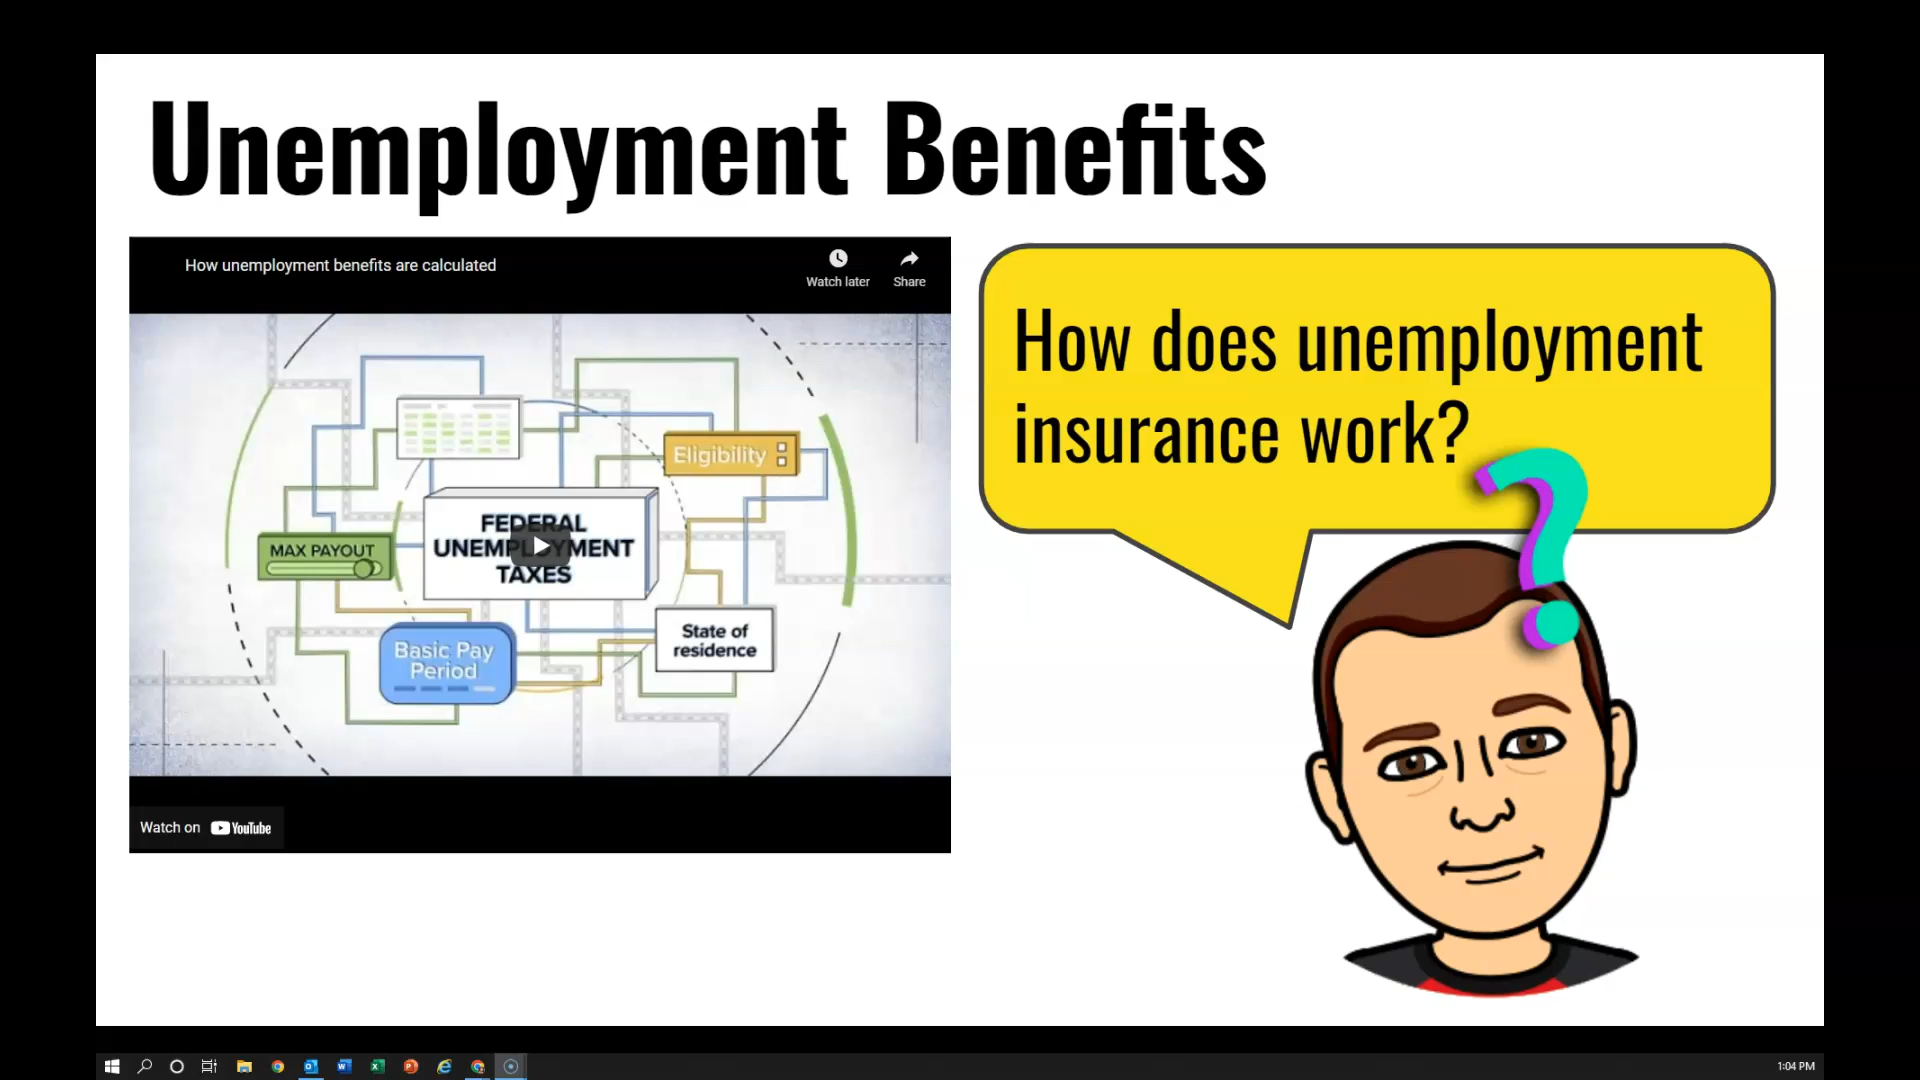 Unemployment Benefits
How unemployment benefits are calculated
Watch later
Share
Eligibility
FEDERAL
UNEMPLOYMENT
TAXES
MAX PAYOUT
Basic Pay
Period
State of
residence
Watch on YouTube
How does unemployment
insurance work?
?
1:04 PM